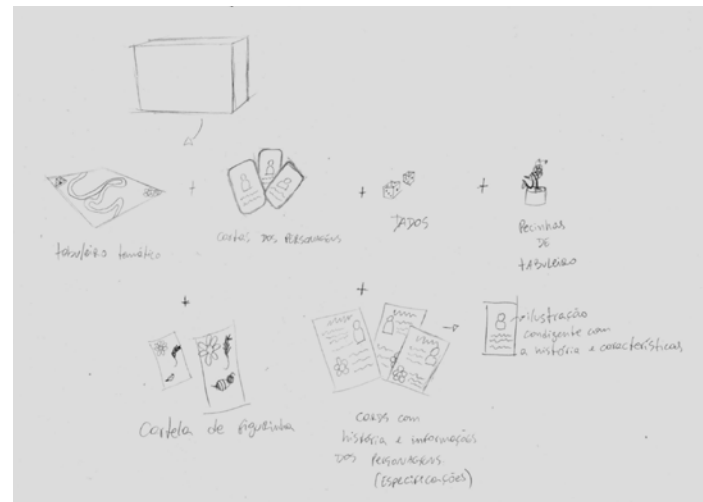 tabuleiro temático
cartas dos personagens
DADOS
Pecinhas
DE
tabuleiro
Cartela de figurinha
com
história e informações
dos Personagens
(Especificações)
ilustração
condizente com
a história e características